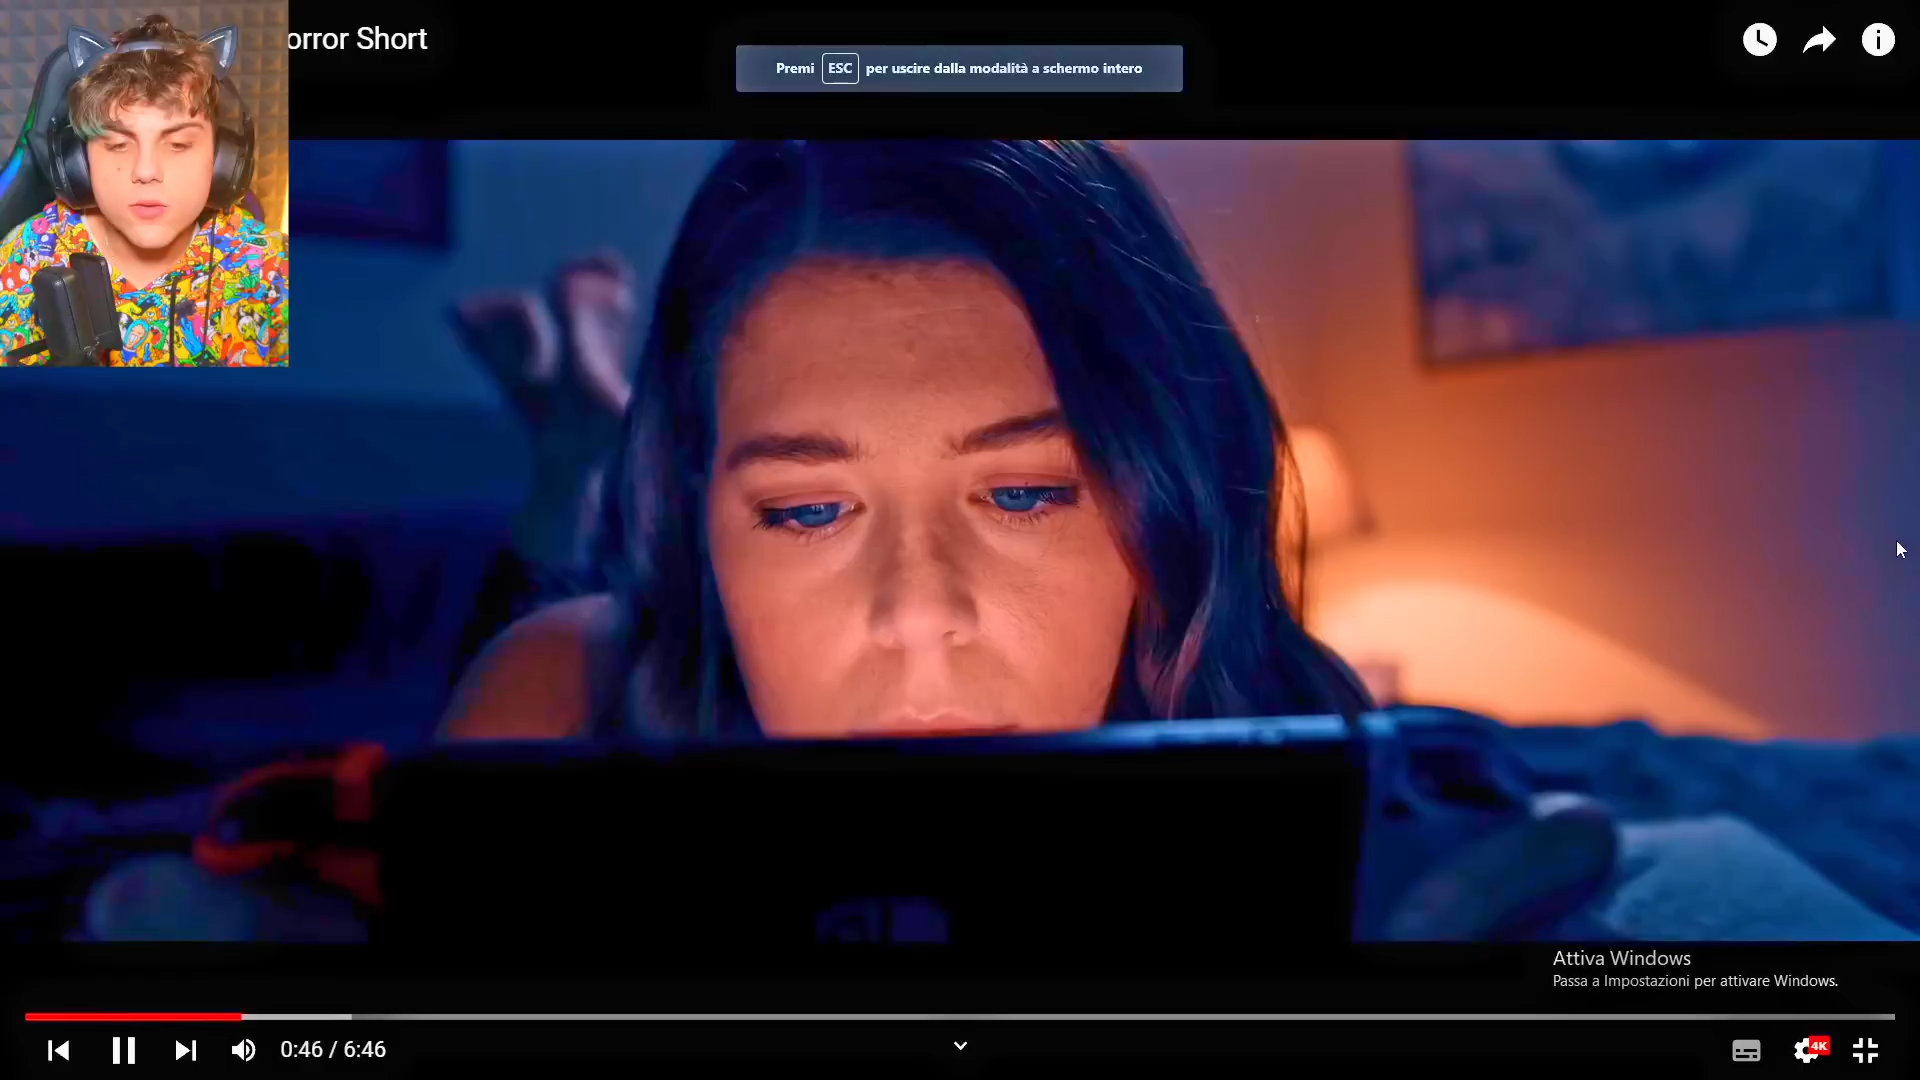 orror Short
Premi ESC per uscire dalla modalità a schermo intero
Attiva Windows
Passa a Impostazioni per attivare Windows.
0:46 / 6:46
4K